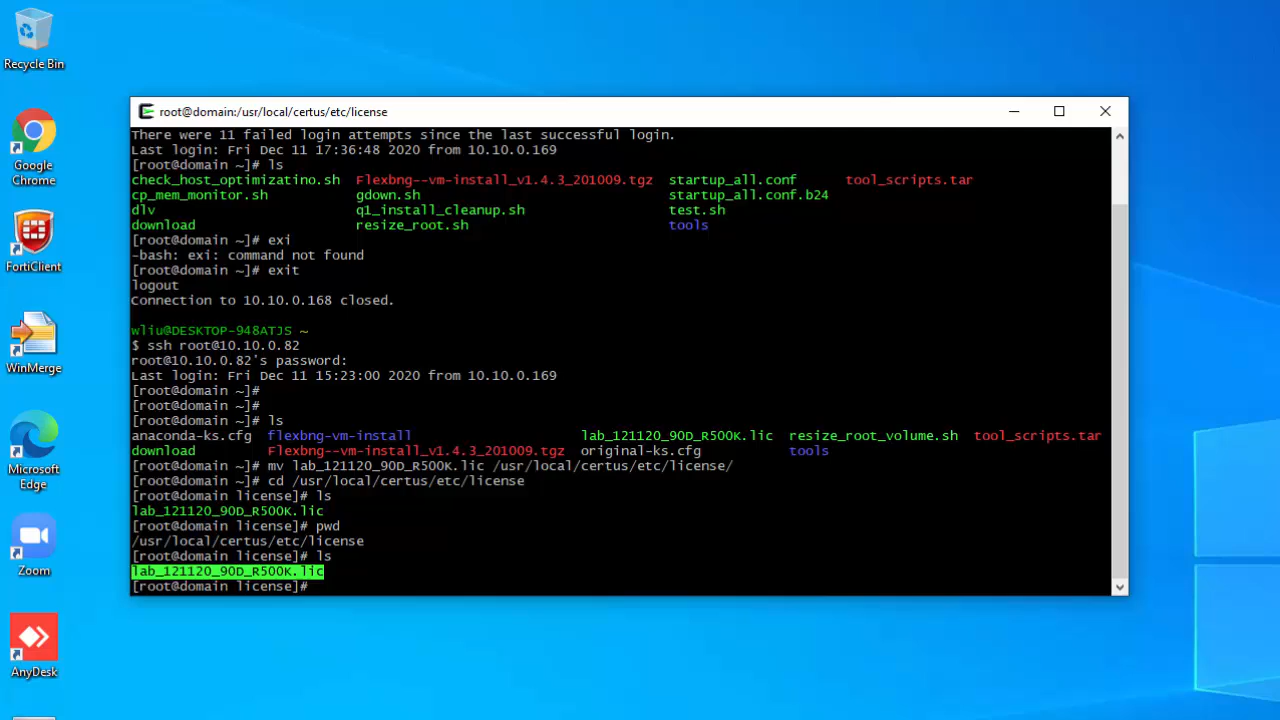 Recycle Bin
Google
Chrome
FortiClient
WinMerge
Microsoft
Edge
Zoom
AnyDesk
root@domain:/usr/local/certus/etc/license
There were 11 failed login attempts since the last successful login.
Last login: Fri Dec 11 17:36:48 2020 from 10.10.0.169
[root@domain ~]# ls
check_host_optimizatino.sh Flexbng--vm-install_v1.4.3_201009.tgz startup_all.conf tool_scripts.tar
cp_mem_monitor.sh gdown.sh startup_all.conf.b24
dlv q1_install_cleanup.sh test.sh
download resize_root.sh tools
[root@domain ~]# exi
-bash: exi: command not found
[root@domain ~]# exit
logout
Connection to 10.10.0.168 closed.
wliu@DESKTOP-948ATJS ~
$ ssh root@10.10.0.82
root@10.10.0.82's password:
Last login: Fri Dec 11 15:23:00 2020 from 10.10.0.169
[root@domain ~]#
[root@domain ~]#
[root@domain ~]# ls
anaconda-ks.cfg flexbng-vm-install lab_121120_90D_R500K.lic resize_root_volume.sh tool_scripts.tar
download Flexbng--vm-install_v1.4.3_201009.tgz original-ks.cfg tools
[root@domain ~]# mv lab_121120_90D_R500K.lic /usr/local/certus/etc/license/
[root@domain ~]# cd /usr/local/certus/etc/license
[root@domain license]# ls
lab_121120_90D_R500K.lic
[root@domain license]# pwd
/usr/local/certus/etc/license
[root@domain license]# ls
lab_121120_90D_R500K.lic
[root@domain license]#